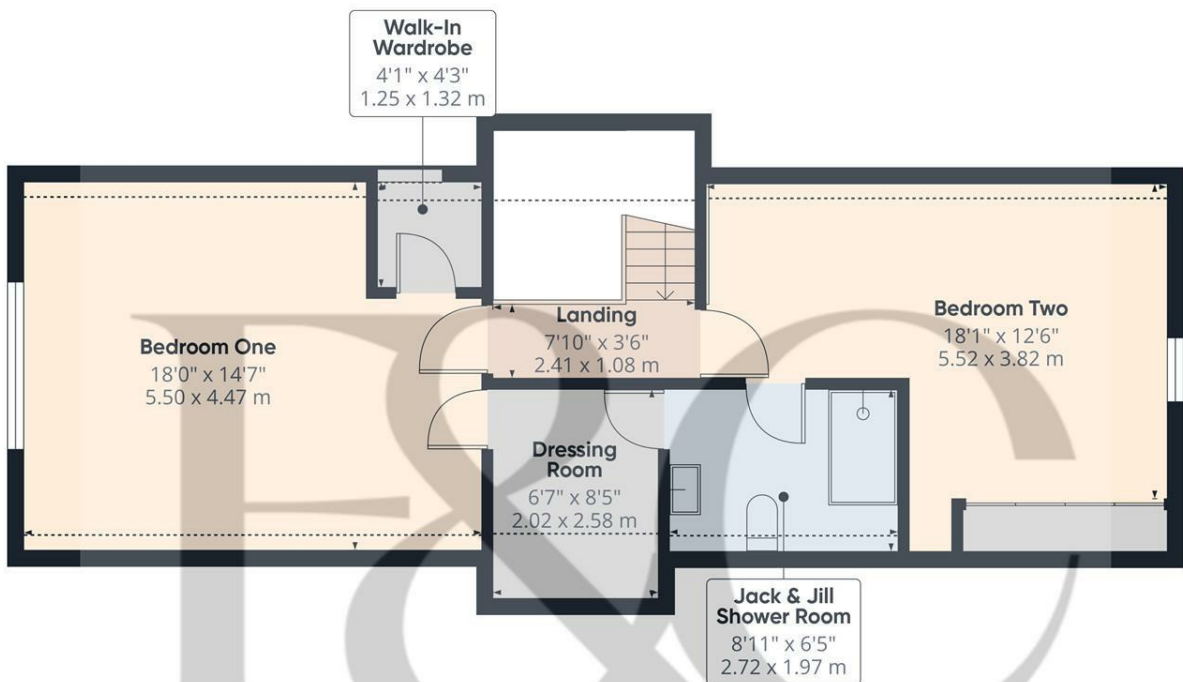 Walk-In
Wardrobe
4'1" x 4'3"
1.25 x 1.32 m
Bedroom One
18'0" x 14'7"
5.50 x 4.47 m
Landing
7'10" x 3'6"
2.41 x 1.08 m
Bedroom Two
18'1" x 12'6"
5.52 x 3.82 m
Dressing
Room
6'7" x 8'5"
2.02 x 2.58 m
Jack & Jill
Shower Room
8'11" x 6'5"
2.72 x 1.97 m
F&C